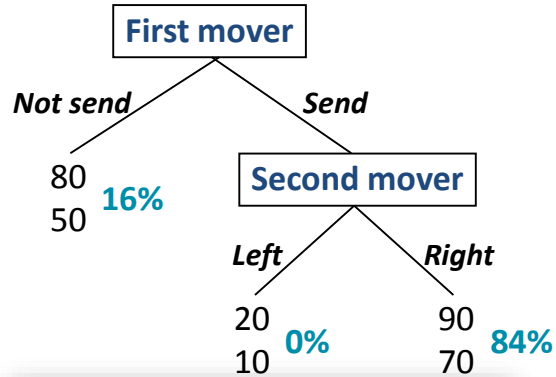 First mover
Not send
Send
80
50
16%
Second mover
Left
Right
20
10
0%
90
70
84%